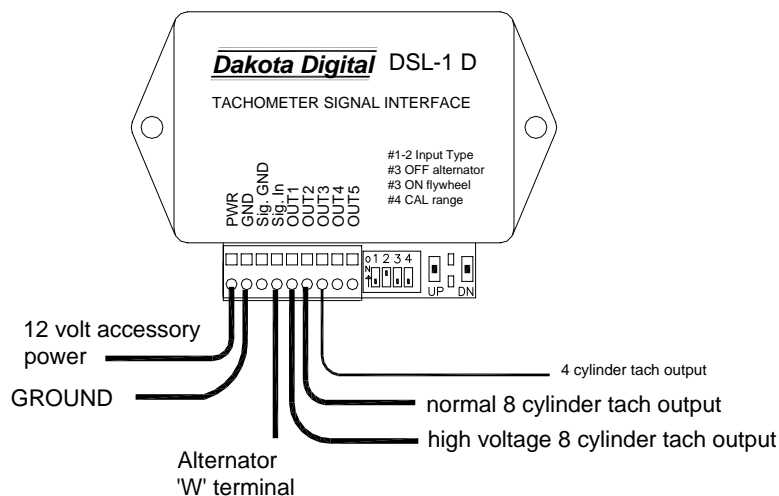 Dakota Digital DSL-1 D
TACHOMETER SIGNAL INTERFACE
#1-2 Input Type
#3 OFF alternator
#3 ON flywheel
#4 CAL range
PWR
GND
Sig. GND
Sig. In
OUT1
OUT2
OUT3
OUT4
OUT5
O
N
1 2 3 4
UP
DN
12 volt accessory
power
GROUND
Alternator
'W' terminal
4 cylinder tach output
normal 8 cylinder tach output
high voltage 8 cylinder tach output